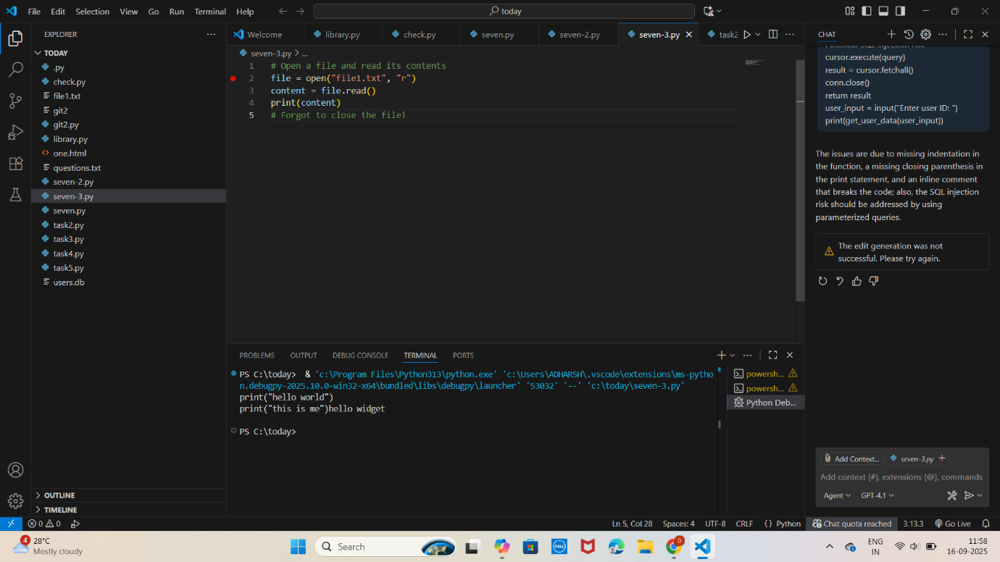 File Edit Selection View Go Run Terminal Help
today
EXPLORER
TODAY
.py
check.py
file1.txt
git2
git2.py
library.py
one.html
questions.txt
seven-2.py
seven-3.py
seven.py
task2.py
task3.py
task4.py
task5.py
users.db
OUTLINE
TIMELINE
Welcome library.py check.py seven.py seven-2.py seven-3.py task2
seven-3.py > ...
1 # Open a file and read its contents
2 file = open("file1.txt", "r")
3 content = file.read()
4 print(content)
5 # Forgot to close the file!
PROBLEMS OUTPUT DEBUG CONSOLE TERMINAL PORTS
PS C:\today> & 'c:\Program Files\Python313\python.exe' 'c:\Users\ADHARSH\.vscode\extensions\ms-pytho
n.debugpy-2025.10.0-win32-x64\bundled\libs\debugpy\launcher' '53032' '--' 'c:\today\seven-3.py'
print("hello world")
print("this is me")hello widget
PS C:\today>
powersh...
powersh...
Python Deb...
CHAT
Potential SQL injection risk
cursor.execute(query)
result = cursor.fetchall()
conn.close()
return result
user_input = input("Enter user ID: ")
print(get_user_data(user_input))
The issues are due to missing indentation in
the function, a missing closing parenthesis in
the print statement, and an inline comment
that breaks the code; also, the SQL injection
risk should be addressed by using
parameterized queries.
The edit generation was not
successful. Please try again.
Add Context... seven-3.py
Add context (#), extensions (@), commands
Agent GPT-4.1
0 0
Ln 5, Col 28 Spaces: 4 UTF-8 CRLF {} Python Chat quota reached 3.13.3 Go Live
4
28°C
Mostly cloudy
Search
DELL
D
ENG
IN
11:58
16-09-2025